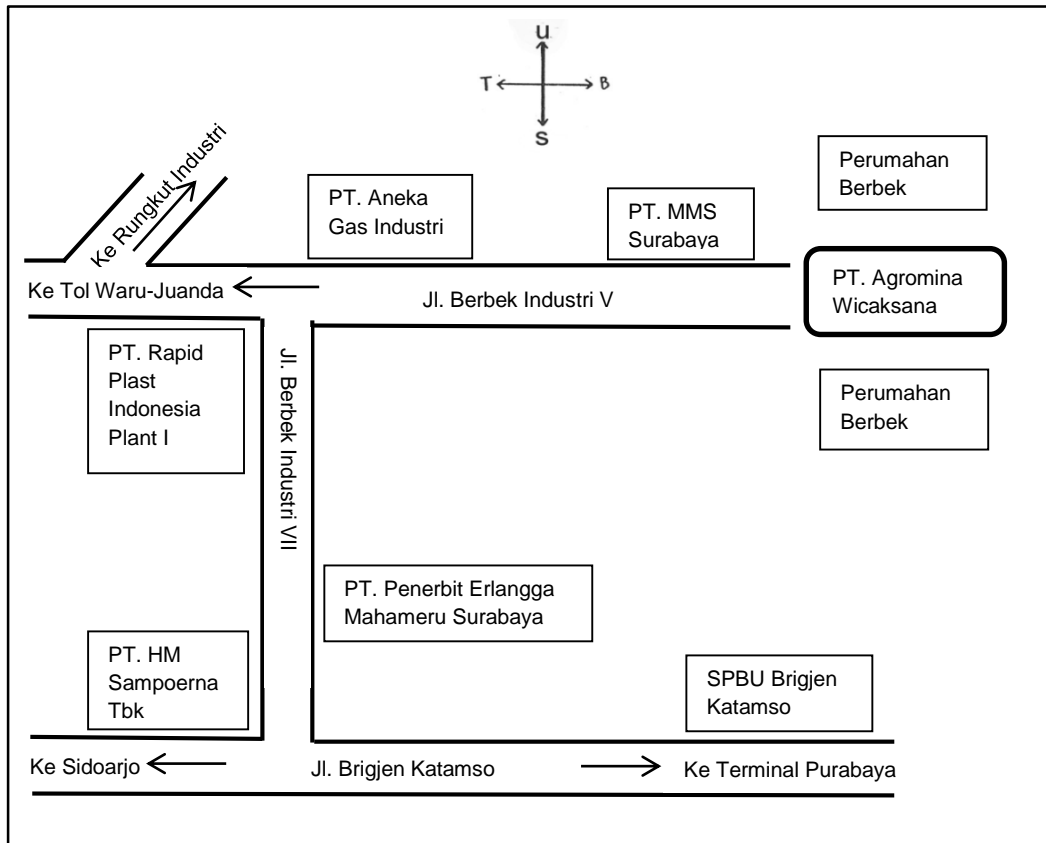 U
T
B
S
Perumahan
Berbek
Ke Rungkut Industri
PT. Aneka
Gas Industri
PT. MMS
Surabaya
PT. Agromina
Wicaksana
Ke Tol Waru-Juanda
Jl. Berbek Industri V
PT. Rapid
Plast
Indonesia
Plant I
Jl. Berbek Industri VII
Perumahan
Berbek
PT. Penerbit Erlangga
Mahameru Surabaya
PT. HM
Sampoerna
Tbk
SPBU Brigjen
Katamso
Ke Sidoarjo
Jl. Brigjen Katamso
Ke Terminal Purabaya